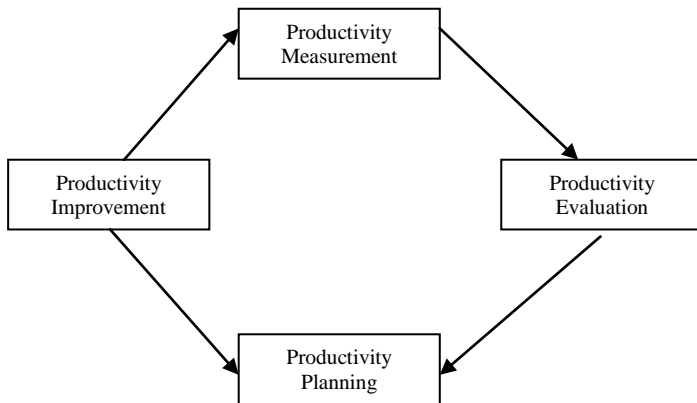 Productivity
Measurement
Productivity
Improvement
Productivity
Evaluation
Productivity
Planning